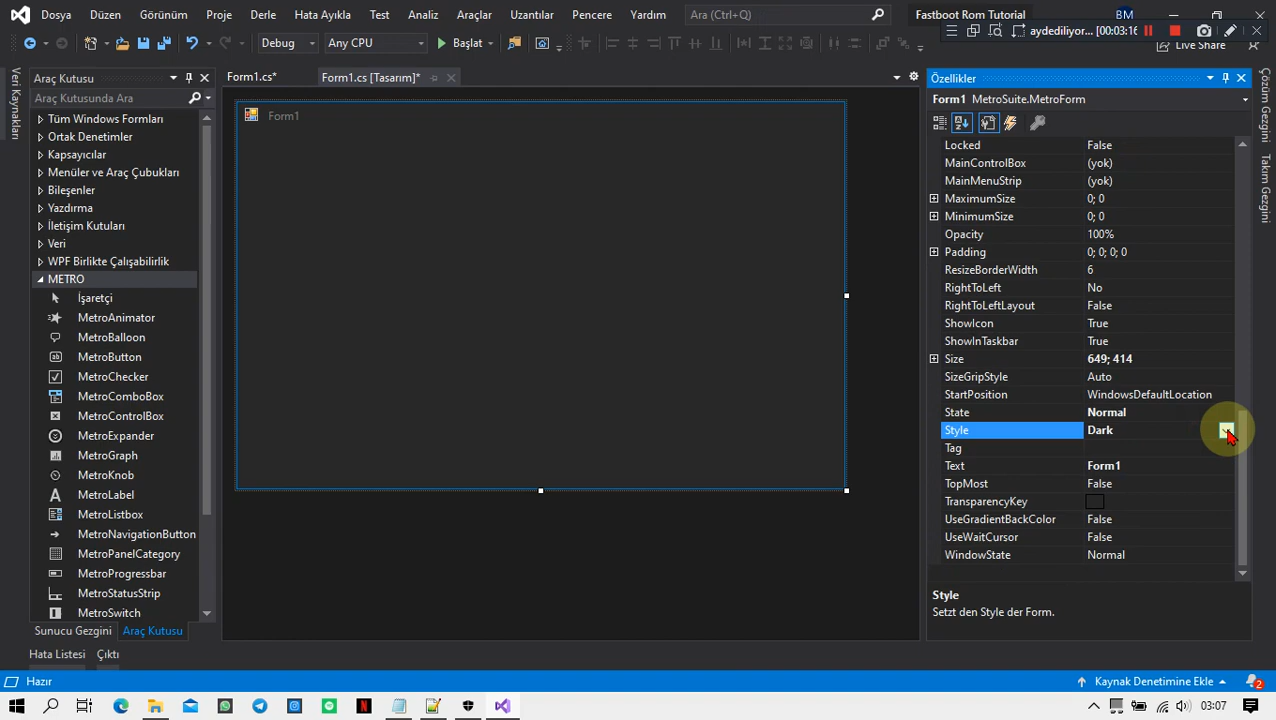 Dosya Düzen Görünüm Proje Derle Hata Ayıkla Test Analiz Araçlar Uzantılar Pencere Yardım Ara (Ctrl+Q) Fastboot Rom Tutorial BM
aydediliyor... [00:03:16]
Debug Any CPU Başlat Live Share
Veri Kaynakları
Araç Kutusu
Araç Kutusunda Ara
Tüm Windows Formları
Ortak Denetimler
Kapsayıcılar
Menüler ve Araç Çubukları
Bileşenler
Yazdırma
İletişim Kutuları
Veri
WPF Birlikte Çalışabilirlik
METRO
İşaretçi
MetroAnimator
MetroBalloon
MetroButton
MetroChecker
MetroComboBox
MetroControlBox
MetroExpander
MetroGraph
MetroKnob
MetroLabel
MetroListbox
MetroNavigationButton
MetroPanelCategory
MetroProgressbar
MetroStatusStrip
MetroSwitch
Sunucu Gezgini Araç Kutusu
Form1.cs* Form1.cs [Tasarım]*
Form1
Özellikler
Form1 MetroSuite.MetroForm
Locked False
MainControlBox (yok)
MainMenuStrip (yok)
MaximumSize 0; 0
MinimumSize 0; 0
Opacity 100%
Padding 0; 0; 0; 0
ResizeBorderWidth 6
RightToLeft No
RightToLeftLayout False
ShowIcon True
ShowInTaskbar True
Size 649; 414
SizeGripStyle Auto
StartPosition WindowsDefaultLocation
State Normal
Style Dark
Tag
Text Form1
TopMost False
TransparencyKey
UseGradientBackColor False
UseWaitCursor False
WindowState Normal
Style
Setzt den Style der Form.
Çözüm Gezgini
Takım Gezgini
Hata Listesi Çıktı
Hazır Kaynak Denetimine Ekle 2
03:07